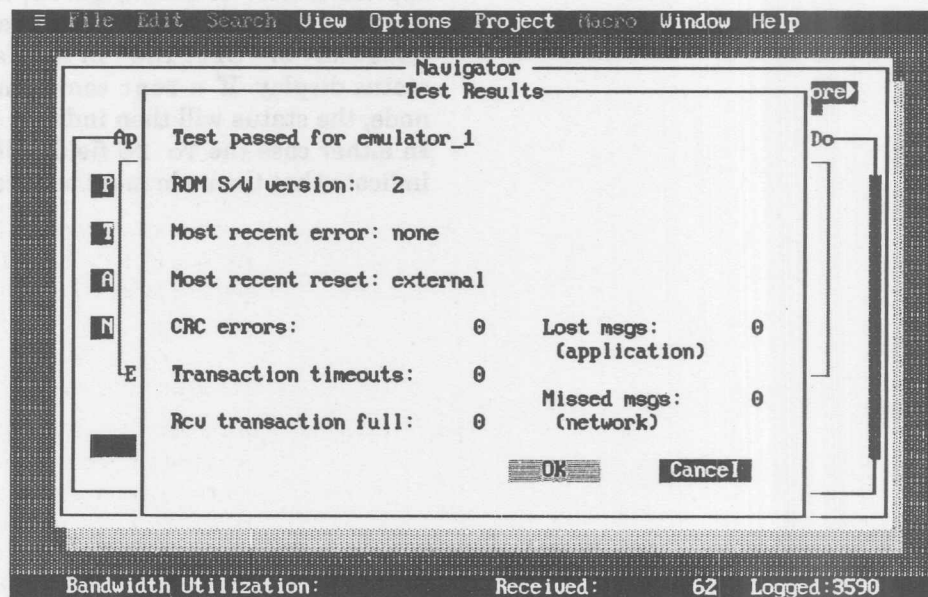 ≡ File Edit Search View Options Project Macro Window Help
Navigator
Test Results
ore
Ap
Test passed for emulator_1
Do
P
ROM S/W version: 2
T
Most recent error: none
A
Most recent reset: external
N
CRC errors: 0 Lost msgs: 0
(application)
E
Transaction timeouts: 0
Missed msgs: 0
Rcv transaction full: 0 (network)
OK Cancel
Bandwidth Utilization: Received: 62 Logged:3590